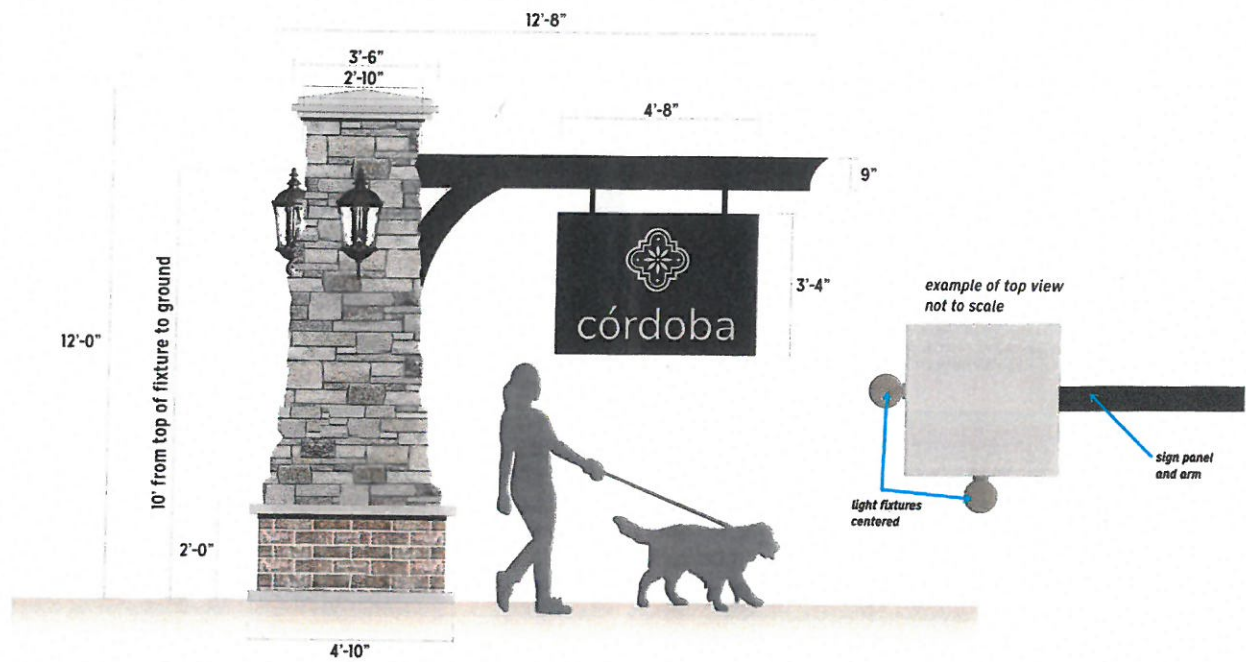 12'-8"
3'-6"
2'-10"
4'-8"
9"
3'-4"
córdoba
12'-0"
10' from top of fixture to ground
2'-0"
4'-10"
example of top view
not to scale
sign panel
and arm
light fixtures
centered